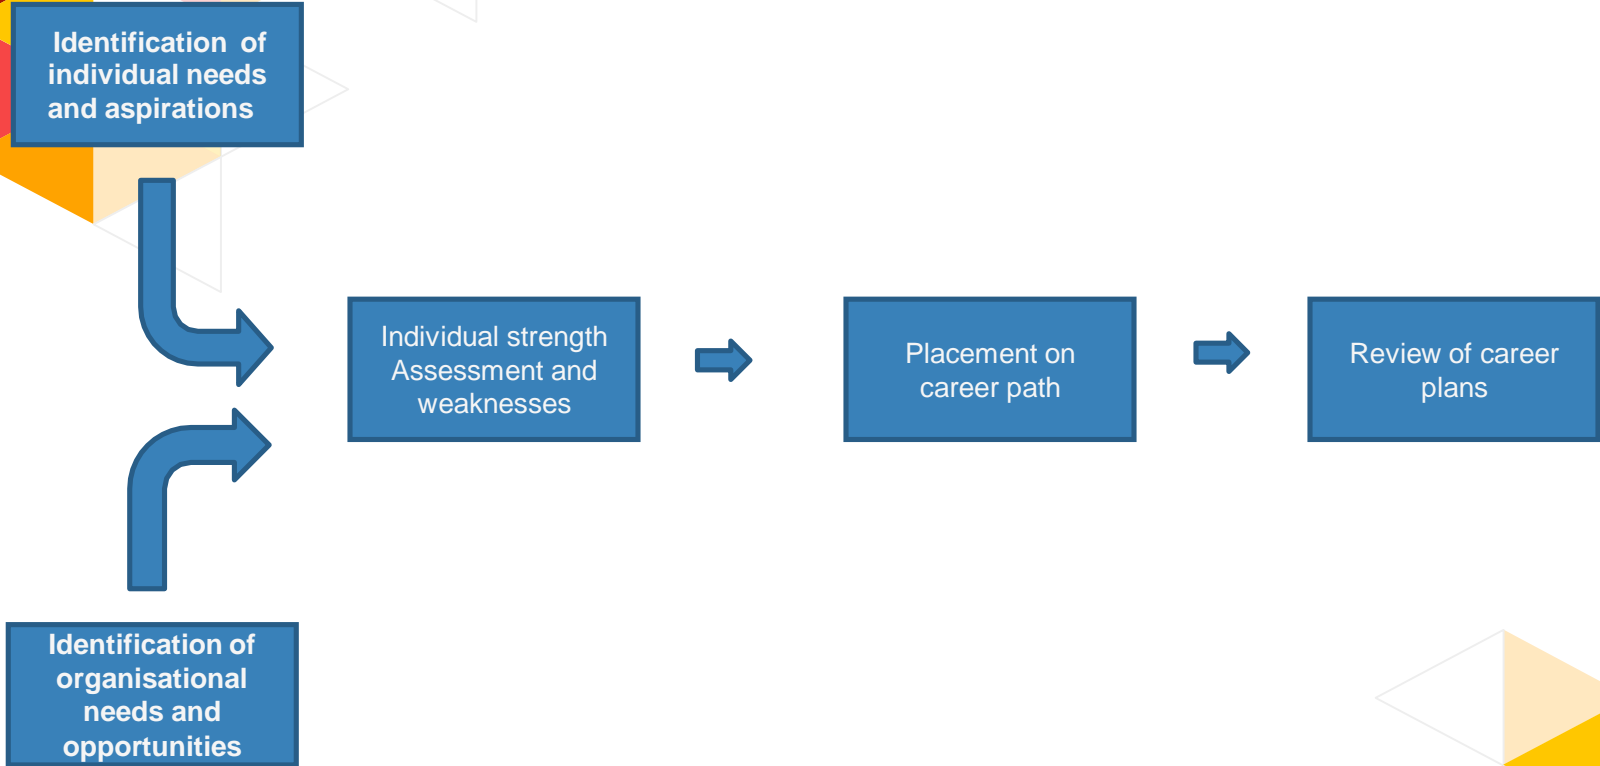 Identification of
individual needs
and aspirations
Individual strength
Assessment and
weaknesses
Placement on
career path
Review of career
plans
Identification of
organisational
needs and
opportunities